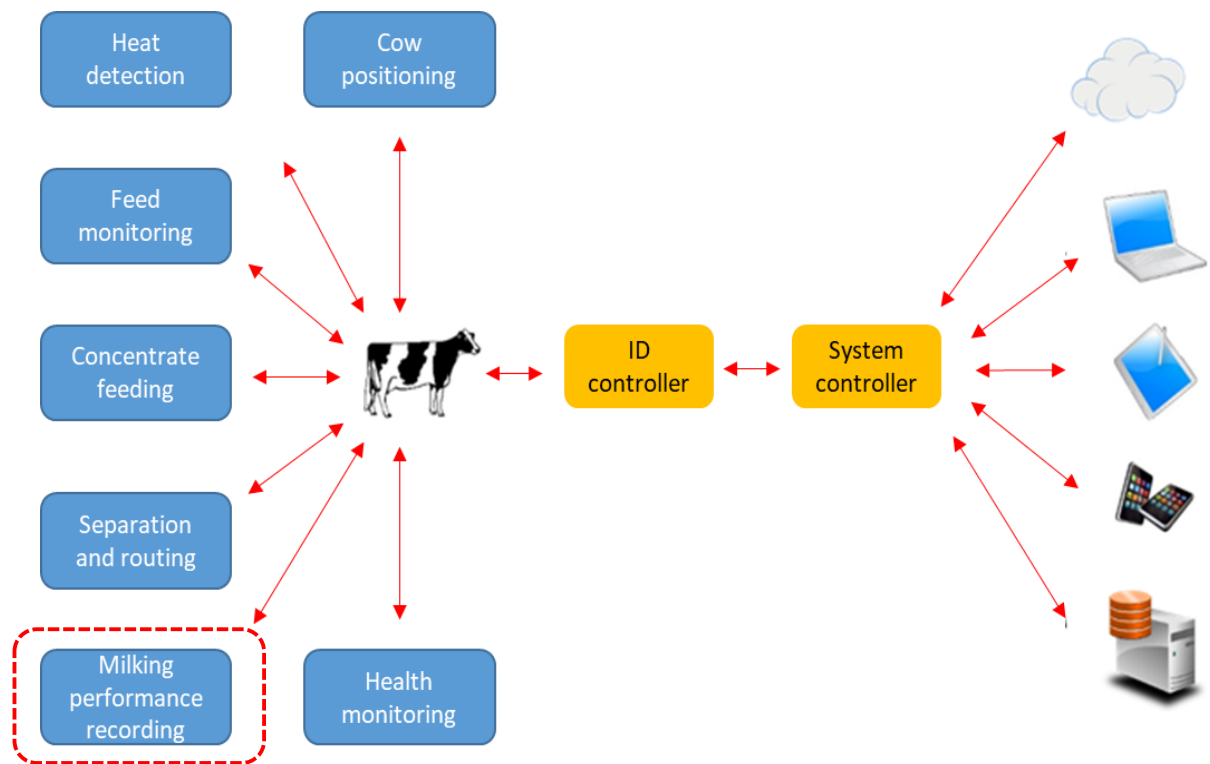 Heat
detection
Cow
positioning
Feed
monitoring
Concentrate
feeding
ID
controller
System
controller
Separation
and routing
Milking
performance
recording
Health
monitoring